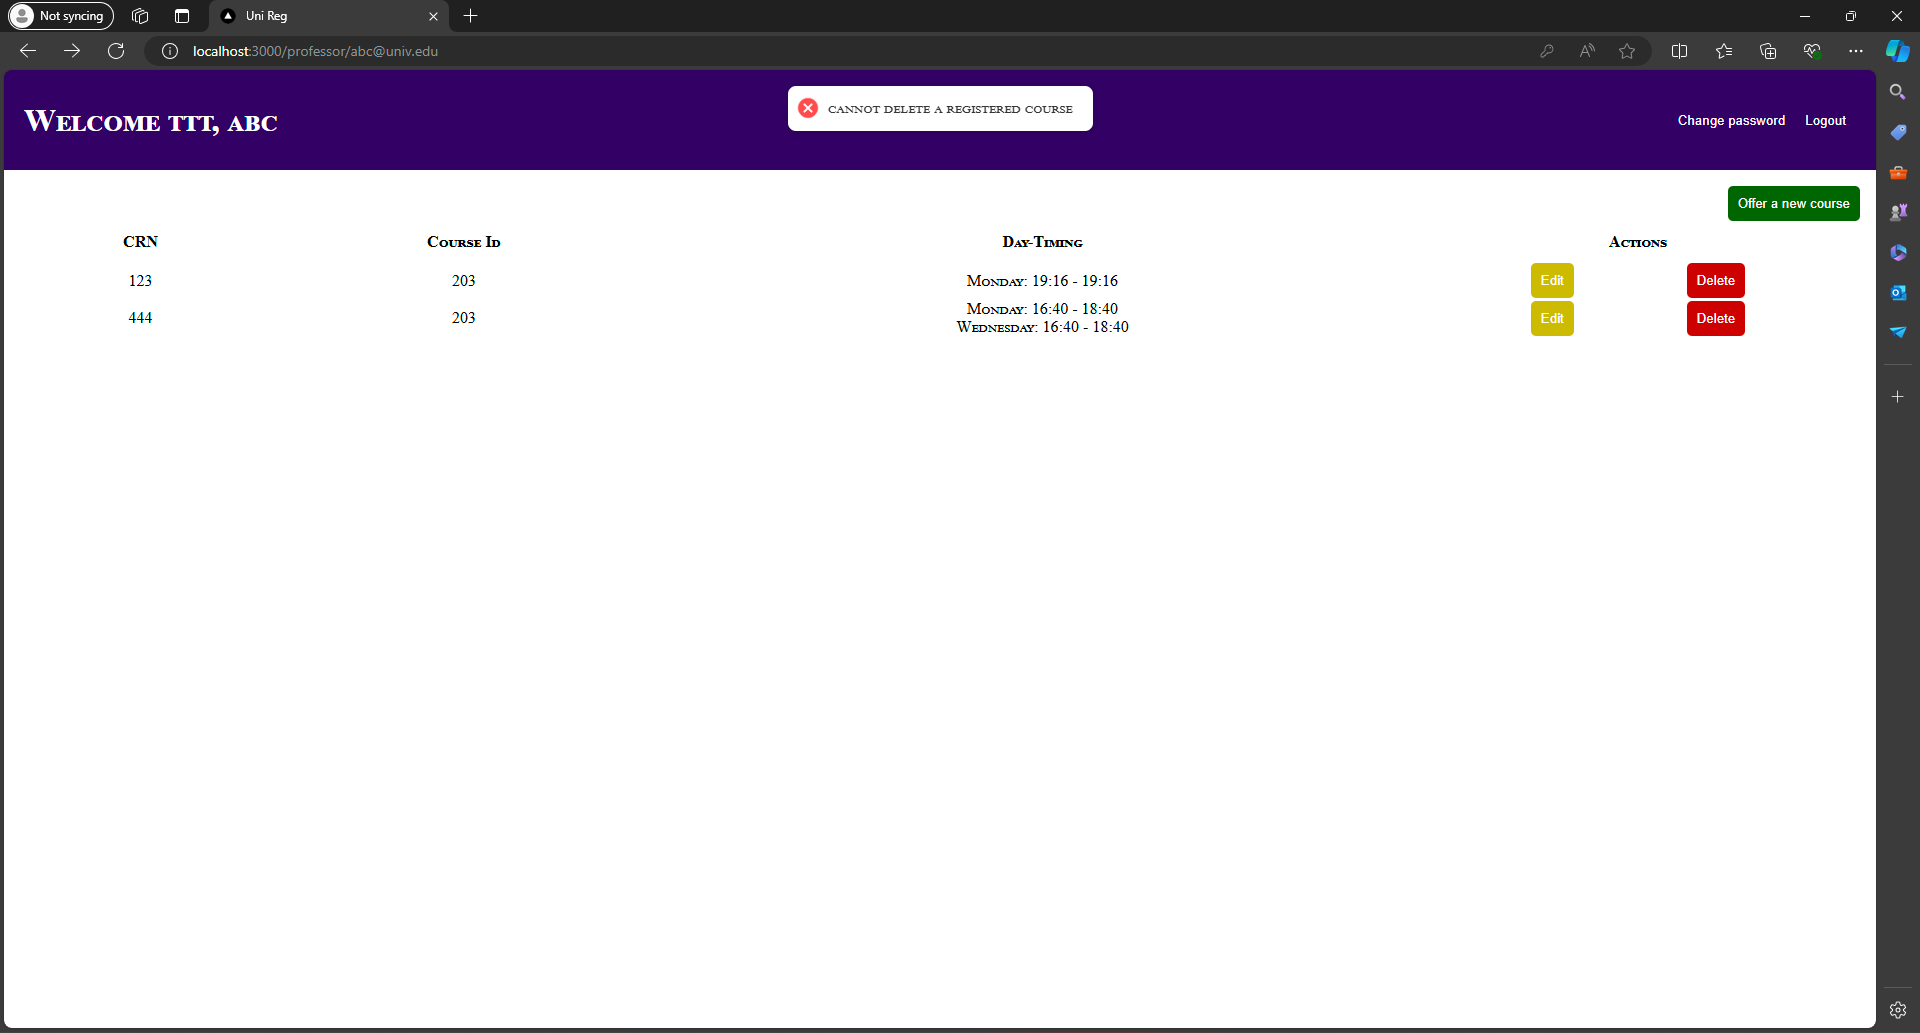 Not syncing
Uni Reg
localhost:3000/professor/abc@univ.edu
Welcome ttt, abc
cannot delete a registered course
Change password Logout
Offer a new course
CRN Course Id Day-Timing Actions
123 203 Monday: 19:16 - 19:16 Edit Delete
444 203 Monday: 16:40 - 18:40
Wednesday: 16:40 - 18:40 Edit Delete